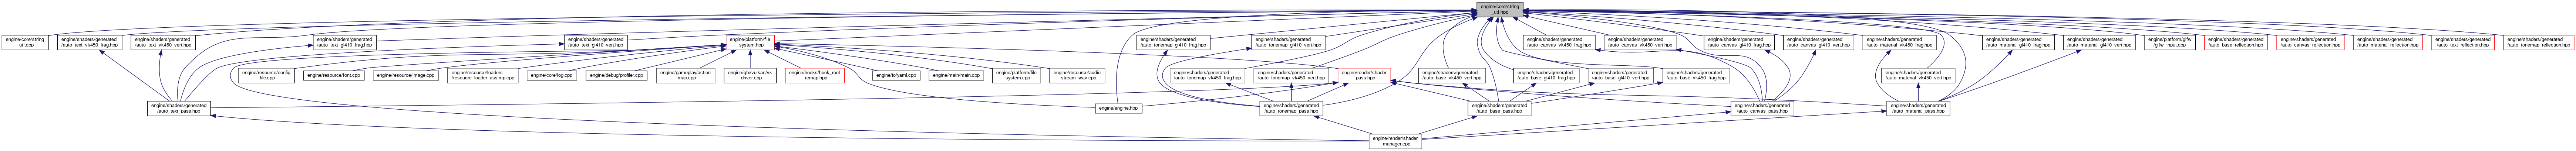 engine/core/string
_utf.hpp
engine/core/string
_utf.cpp
engine/shaders/generated
/auto_text_vk450_frag.hpp
engine/shaders/generated
/auto_text_vk450_vert.hpp
engine/shaders/generated
/auto_text_gl410_frag.hpp
engine/shaders/generated
/auto_text_gl410_vert.hpp
engine/platform/file
_system.hpp
engine/shaders/generated
/auto_tonemap_gl410_frag.hpp
engine/shaders/generated
/auto_tonemap_gl410_vert.hpp
engine/shaders/generated
/auto_canvas_vk450_frag.hpp
engine/shaders/generated
/auto_canvas_vk450_vert.hpp
engine/shaders/generated
/auto_canvas_gl410_frag.hpp
engine/shaders/generated
/auto_canvas_gl410_vert.hpp
engine/shaders/generated
/auto_material_vk450_frag.hpp
engine/shaders/generated
/auto_material_gl410_frag.hpp
engine/shaders/generated
/auto_material_gl410_vert.hpp
engine/platform/glfw
/glfw_input.cpp
engine/shaders/generated
/auto_base_reflection.hpp
engine/shaders/generated
/auto_canvas_reflection.hpp
engine/shaders/generated
/auto_material_reflection.hpp
engine/shaders/generated
/auto_text_reflection.hpp
engine/shaders/generated
/auto_tonemap_reflection.hpp
engine/resource/config
_file.cpp
engine/resource/font.cpp
engine/resource/image.cpp
engine/resource/loaders
/resource_loader_assimp.cpp
engine/core/log.cpp
engine/debug/profiler.cpp
engine/gameplay/action
_map.cpp
engine/gfx/vulkan/vk
_driver.cpp
engine/hooks/hook_root
_remap.hpp
engine/io/yaml.cpp
engine/main/main.cpp
engine/platform/file
_system.cpp
engine/resource/audio
_stream_wav.cpp
engine/shaders/generated
/auto_tonemap_vk450_frag.hpp
engine/shaders/generated
/auto_tonemap_vk450_vert.hpp
engine/render/shader
_pass.hpp
engine/shaders/generated
/auto_base_vk450_vert.hpp
engine/shaders/generated
/auto_base_gl410_frag.hpp
engine/shaders/generated
/auto_base_gl410_vert.hpp
engine/shaders/generated
/auto_base_vk450_frag.hpp
engine/shaders/generated
/auto_material_vk450_vert.hpp
engine/shaders/generated
/auto_text_pass.hpp
engine/engine.hpp
engine/shaders/generated
/auto_tonemap_pass.hpp
engine/shaders/generated
/auto_base_pass.hpp
engine/shaders/generated
/auto_canvas_pass.hpp
engine/shaders/generated
/auto_material_pass.hpp
engine/render/shader
_manager.cpp